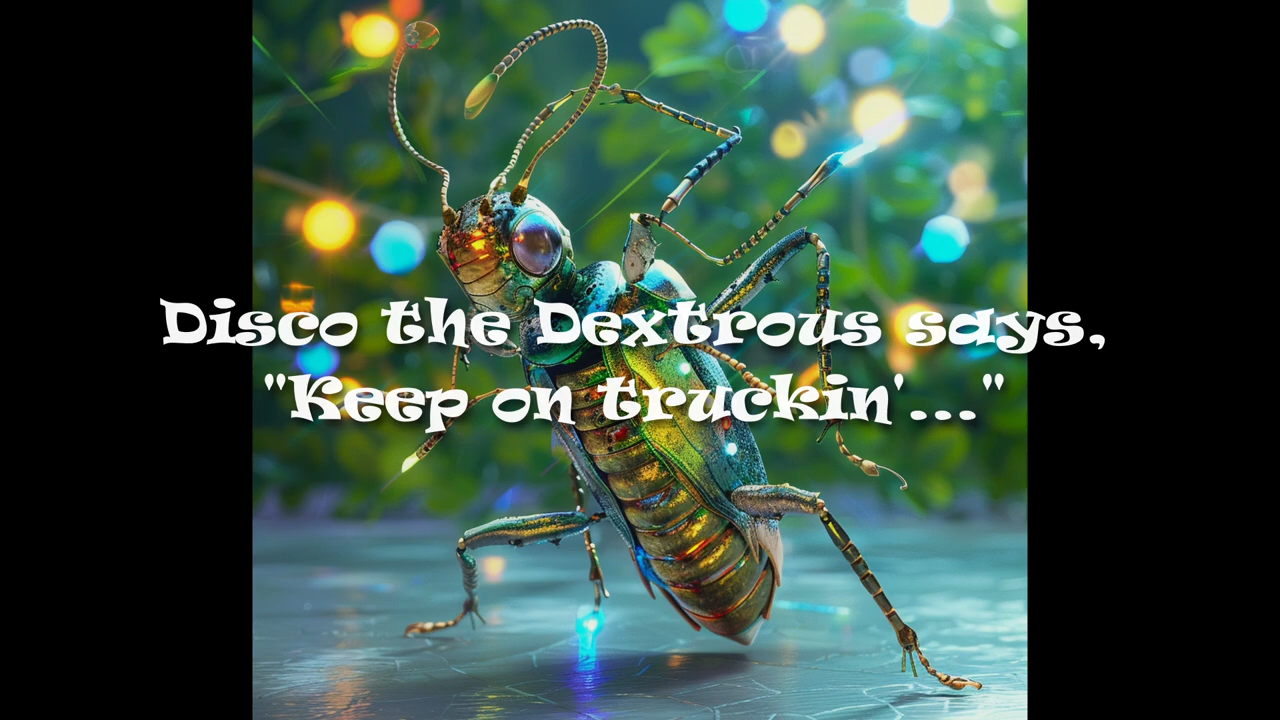 Disco the Dextrous says,
"Keep on truckin'..."